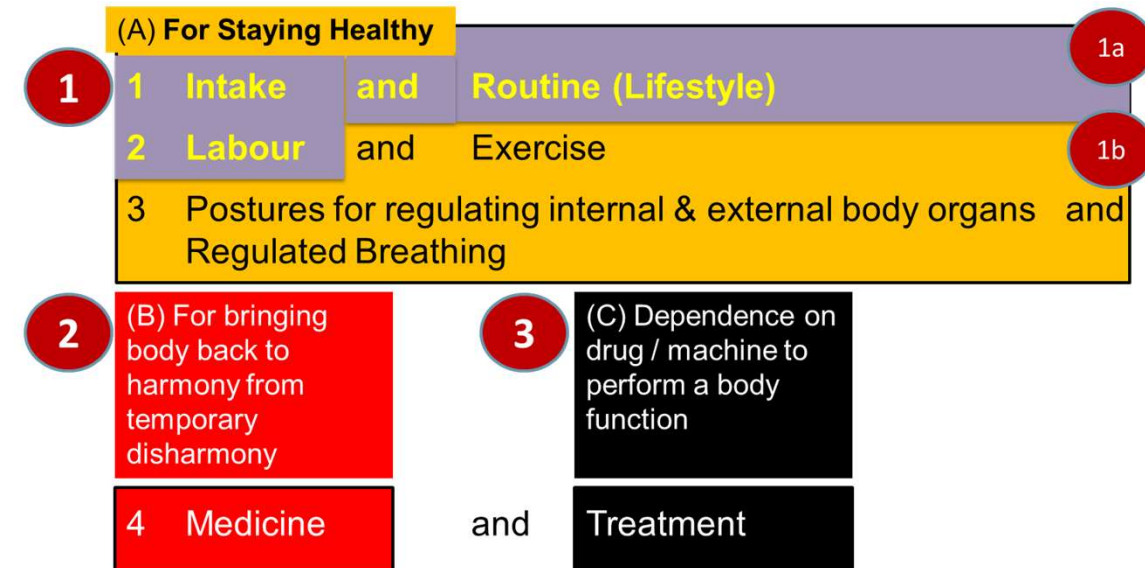 (A) For Staying Healthy
1a
1
1 Intake and Routine (Lifestyle)
2 Labour and Exercise
1b
3 Postures for regulating internal & external body organs and
Regulated Breathing
2
(B) For bringing
body back to
harmony from
temporary
disharmony
3
(C) Dependence on
drug / machine to
perform a body
function
4 Medicine and Treatment